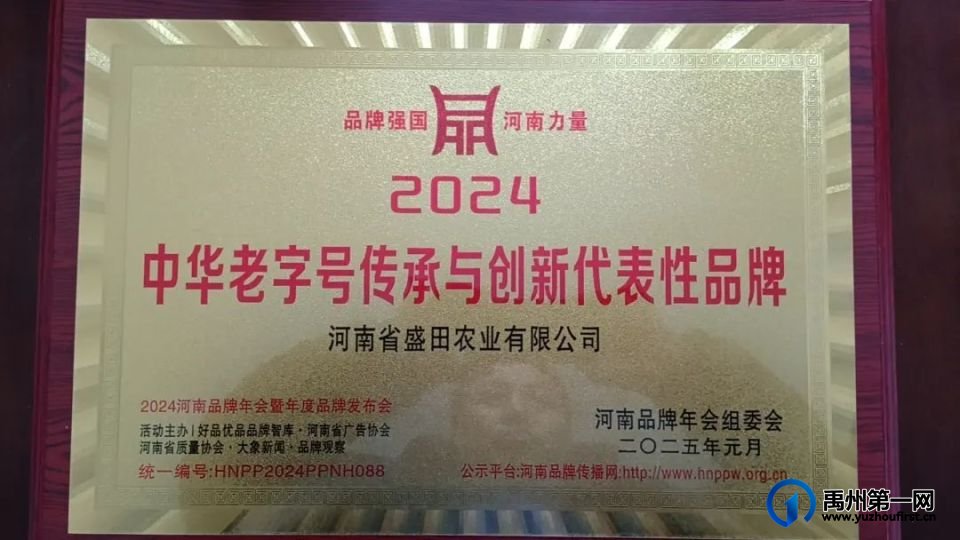 品牌强国 河南力量
2024
中华老字号传承与创新代表性品牌
河南省盛田农业有限公司
2024河南品牌年会暨年度品牌发布会
活动主办|好品优品品牌智库·河南省广告协会
河南省质量协会·大象新闻·品牌观察
统一编号:HNPP2024PPNH088
河南品牌年会组委会
二〇二五年元月
公示平台:河南品牌传播网:http://www.hnppw.org.cn
禹州第一网
www.yuzhoufirst.cn